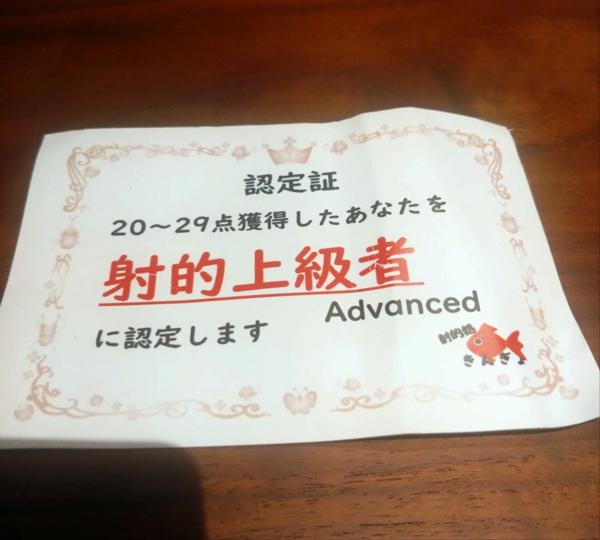 認定証
20～29点獲得したあなたを
射的上級者
Advanced
に認定します
射的処
きんぎょ